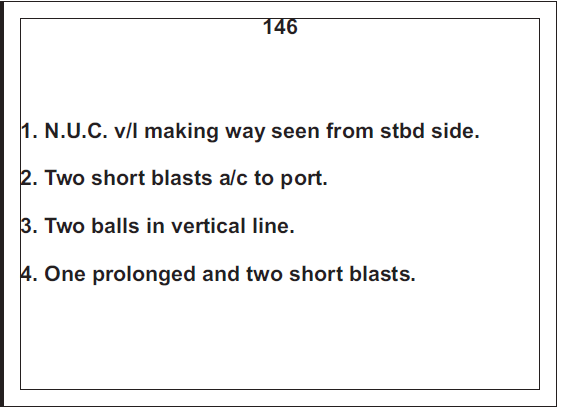 146
1. N.U.C. v/l making way seen from stbd side.
2. Two short blasts a/c to port.
3. Two balls in vertical line.
4. One prolonged and two short blasts.